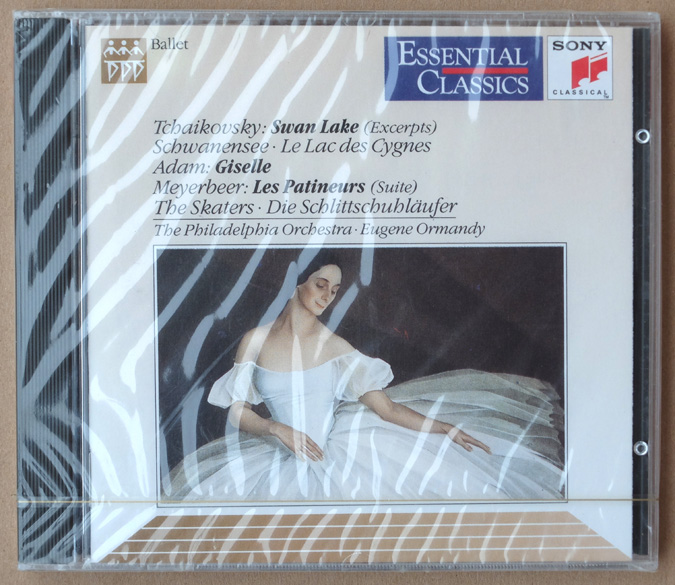 Ballet
ESSENTIAL
CLASSICS
SONY
CLASSICAL
Tchaikovsky: Swan Lake (Excerpts)
Schwanensee · Le Lac des Cygnes
Adam: Giselle
Meyerbeer: Les Patineurs (Suite)
The Skaters · Die Schlittschuhläufer
The Philadelphia Orchestra · Eugene Ormandy